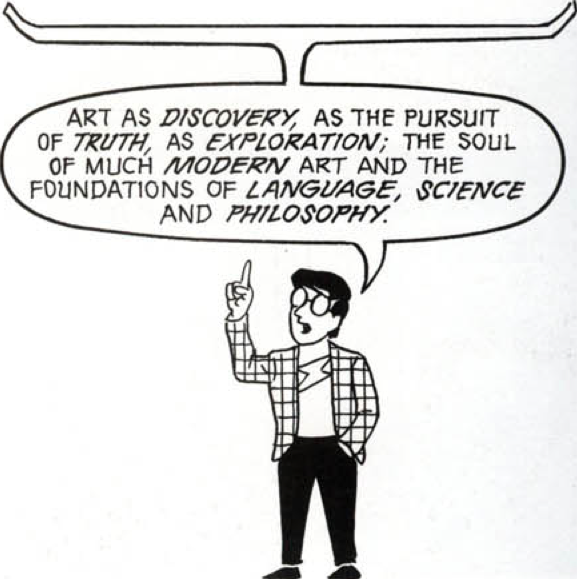 ART AS DISCOVERY, AS THE PURSUIT
OF TRUTH, AS EXPLORATION; THE SOUL
OF MUCH MODERN ART AND THE
FOUNDATIONS OF LANGUAGE, SCIENCE
AND PHILOSOPHY.